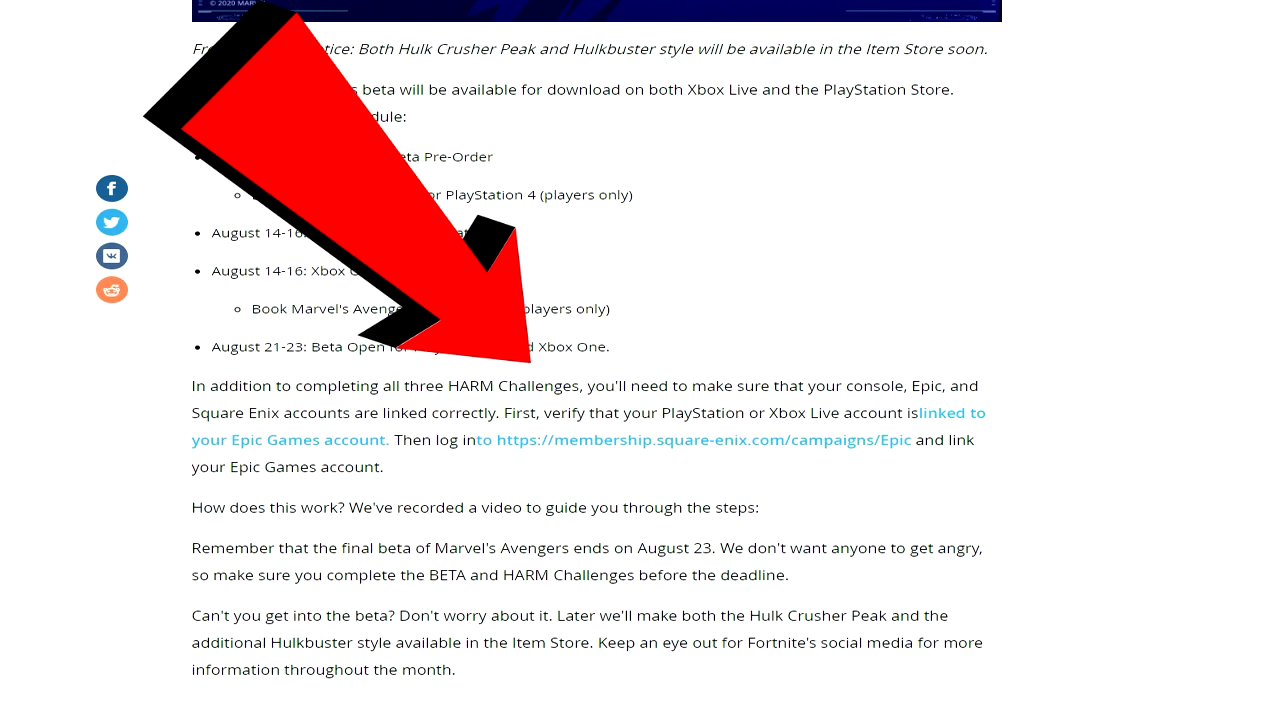 © 2020 MARV
tice: Both Hulk Crusher Peak and Hulkbuster style will be available in the Item Store soon.
beta will be available for download on both Xbox Live and the PlayStation Store.
dule:
eta Pre-Order
or PlayStation 4 (players only)
August 14-16:
August 14-16: Xbox
Book Marvel's Avenge players only)
August 21-23: Beta Open for d Xbox One.
In addition to completing all three HARM Challenges, you'll need to make sure that your console, Epic, and
Square Enix accounts are linked correctly. First, verify that your PlayStation or Xbox Live account islinked to
your Epic Games account. Then log into https://membership.square-enix.com/campaigns/Epic and link
your Epic Games account.
How does this work? We've recorded a video to guide you through the steps:
Remember that the final beta of Marvel's Avengers ends on August 23. We don't want anyone to get angry,
so make sure you complete the BETA and HARM Challenges before the deadline.
Can't you get into the beta? Don't worry about it. Later we'll make both the Hulk Crusher Peak and the
additional Hulkbuster style available in the Item Store. Keep an eye out for Fortnite's social media for more
information throughout the month.